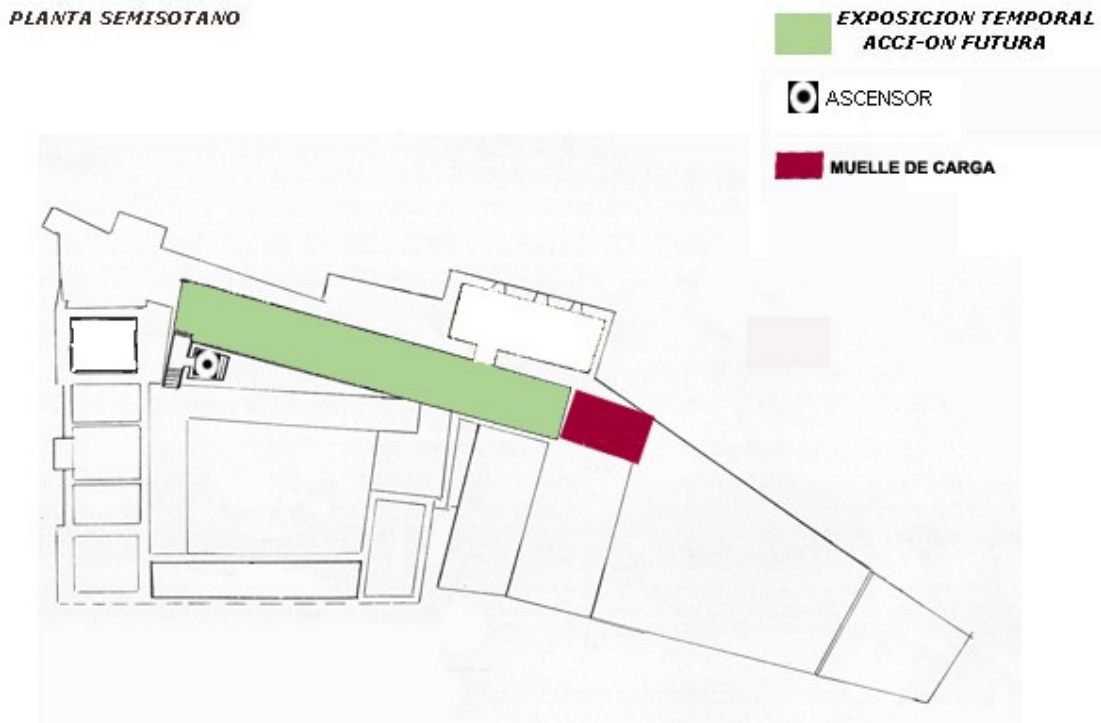 PLANTA SEMISOTANO
EXPOSICION TEMPORAL
ACCI-ON FUTURA
ASCENSOR
MUELLE DE CARGA